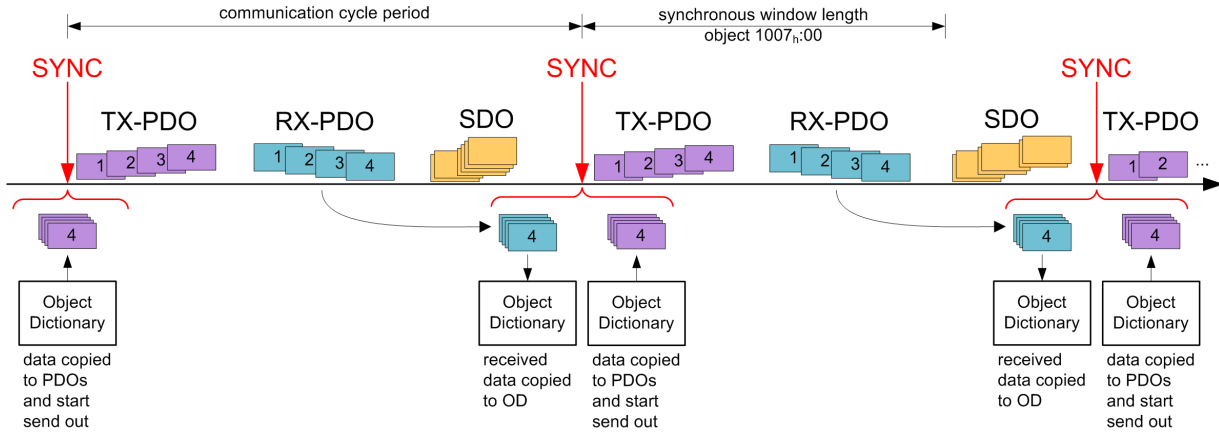 communication cycle period
synchronous window length
object 1007h:00
SYNC
SYNC
SYNC
TX-PDO
RX-PDO
SDO
TX-PDO
RX-PDO
SDO
TX-PDO
1 2 3 4
1 2 3 4
1 2 3 4
1 2 3 4
1 2 ...
4
4
4
4
4
Object
Dictionary
Object
Dictionary
Object
Dictionary
Object
Dictionary
Object
Dictionary
data copied
to PDOs
and start
send out
received
data copied
to OD
data copied
to PDOs
and start
send out
received
data copied
to OD
data copied
to PDOs
and start
send out